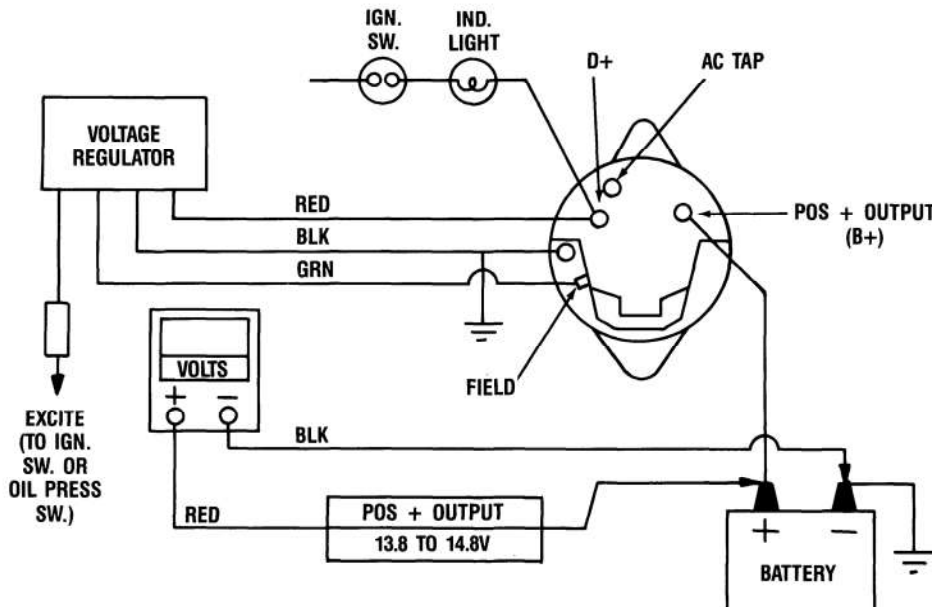 IGN.
SW.
IND.
LIGHT
D+
AC TAP
VOLTAGE
REGULATOR
RED
BLK
GRN
POS + OUTPUT
(B+)
VOLTS
+ −
FIELD
EXCITE
(TO IGN.
SW. OR
OIL PRESS
SW.)
BLK
RED
POS + OUTPUT
13.8 TO 14.8V
+ −
BATTERY